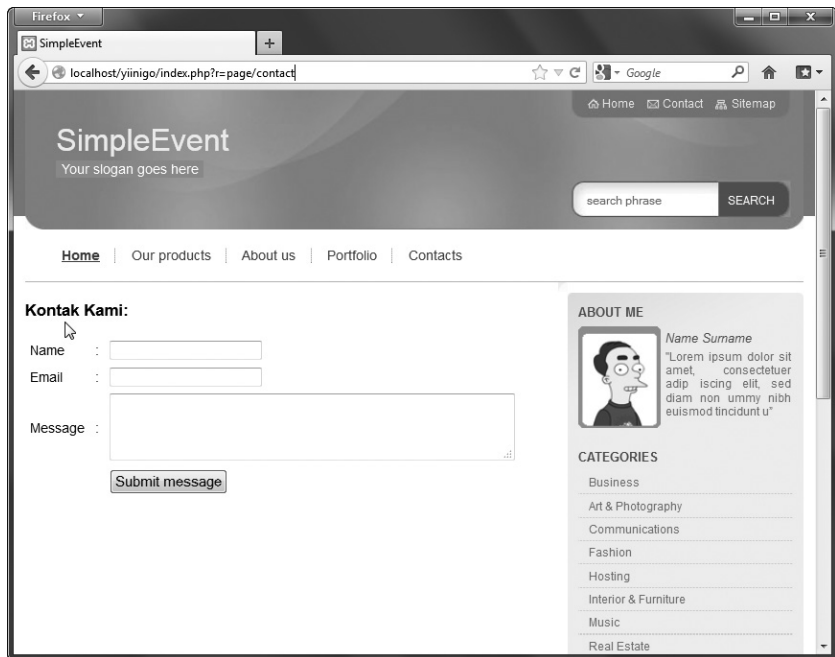 Firefox
SimpleEvent
localhost/yiinigo/index.php?r=page/contact
Google
Home Contact Sitemap
SimpleEvent
Your slogan goes here
search phrase SEARCH
Home Our products About us Portfolio Contacts
Kontak Kami:
Name :
Email :
Message :
Submit message
ABOUT ME
Name Surname
"Lorem ipsum dolor sit
amet, consectetuer
adip iscing elit, sed
diam non ummy nibh
euismod tincidunt u"
CATEGORIES
Business
Art & Photography
Communications
Fashion
Hosting
Interior & Furniture
Music
Real Estate